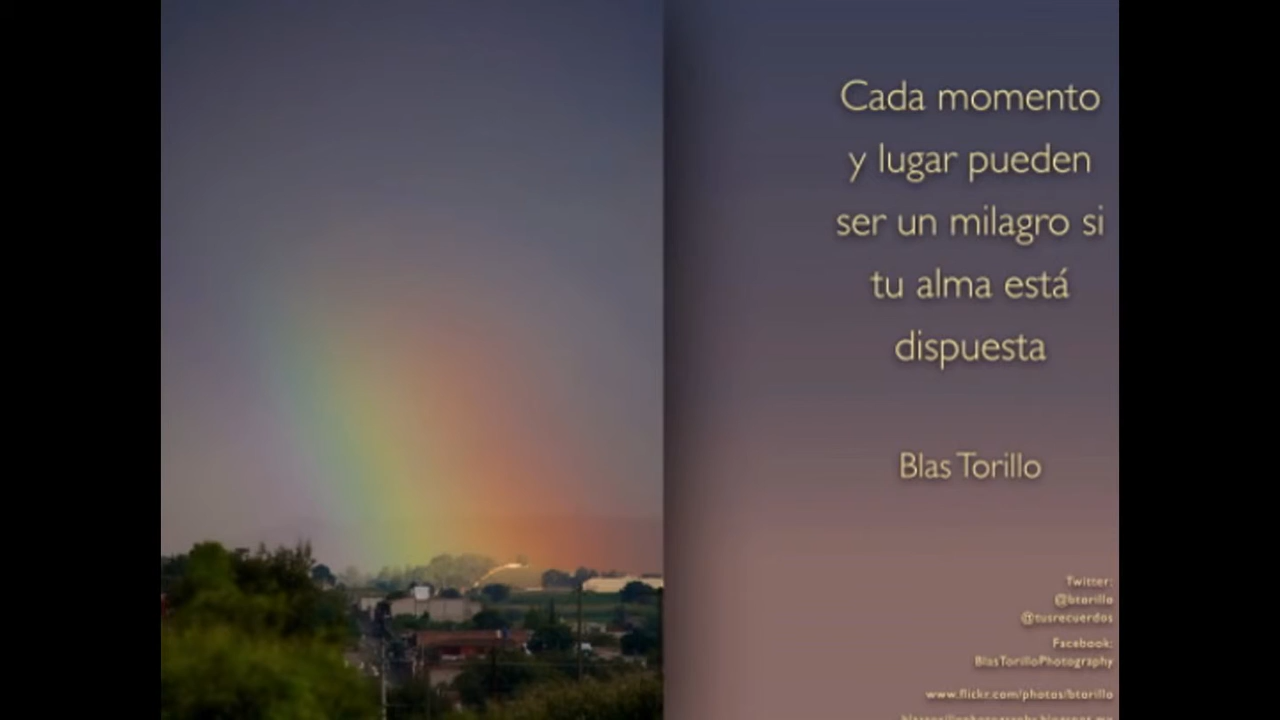 Cada momento
y lugar pueden
ser un milagro si
tu alma está
dispuesta
Blas Torillo
Twitter:
@btorillo
@tusrecuerdos
Facebook:
BlasTorilloPhotography
www.flickr.com/photos/btorillo